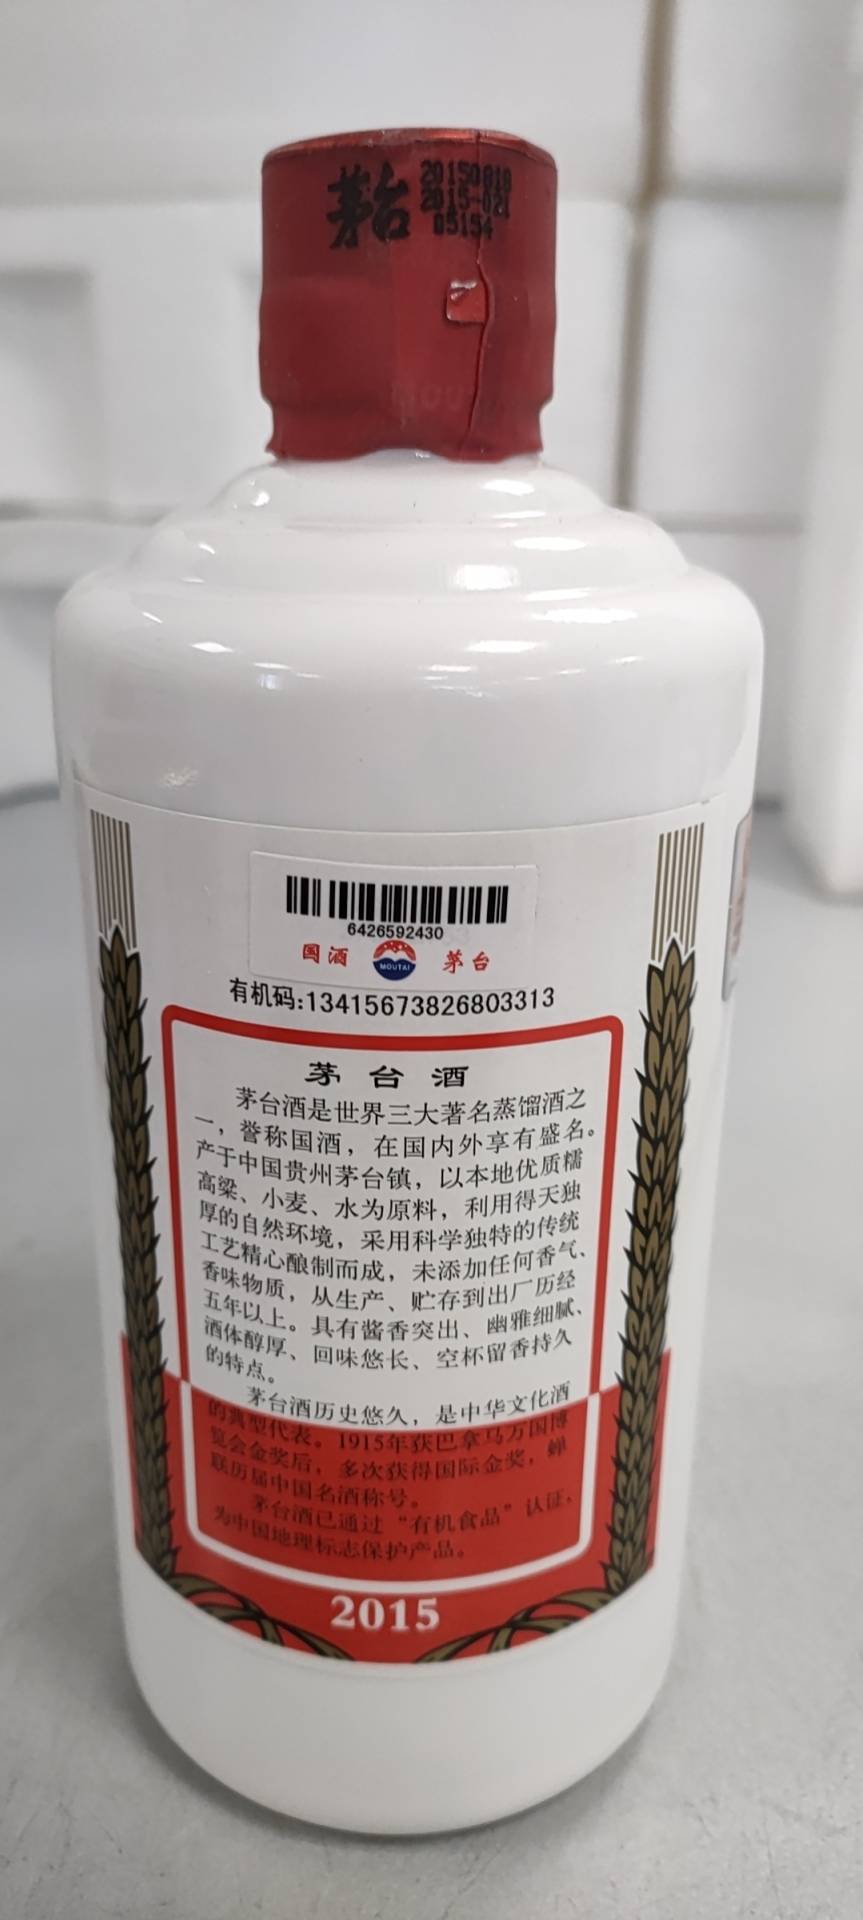 茅台
20150810
2015-021
05154
6426592430
国酒 MOUTAI 茅台
有机码:13415673826803313
茅台酒
茅台酒是世界三大著名蒸馏酒之
一，誉称国酒，在国内外享有盛名。
产于中国贵州茅台镇，以本地优质糯
高粱、小麦、水为原料，利用得天独
厚的自然环境，采用科学独特的传统
工艺精心酿制而成，未添加任何香气、
香味物质，从生产、贮存到出厂历经
五年以上。具有酱香突出、幽雅细腻、
酒体醇厚、回味悠长、空杯留香持久
的特点。
茅台酒历史悠久，是中华文化酒
的典型代表。1915年获巴拿马万国博
览会金奖后，多次获得国际金奖，蝉
联历届中国名酒称号。
茅台酒已通过“有机食品”认证，
为中国地理标志保护产品。
2015